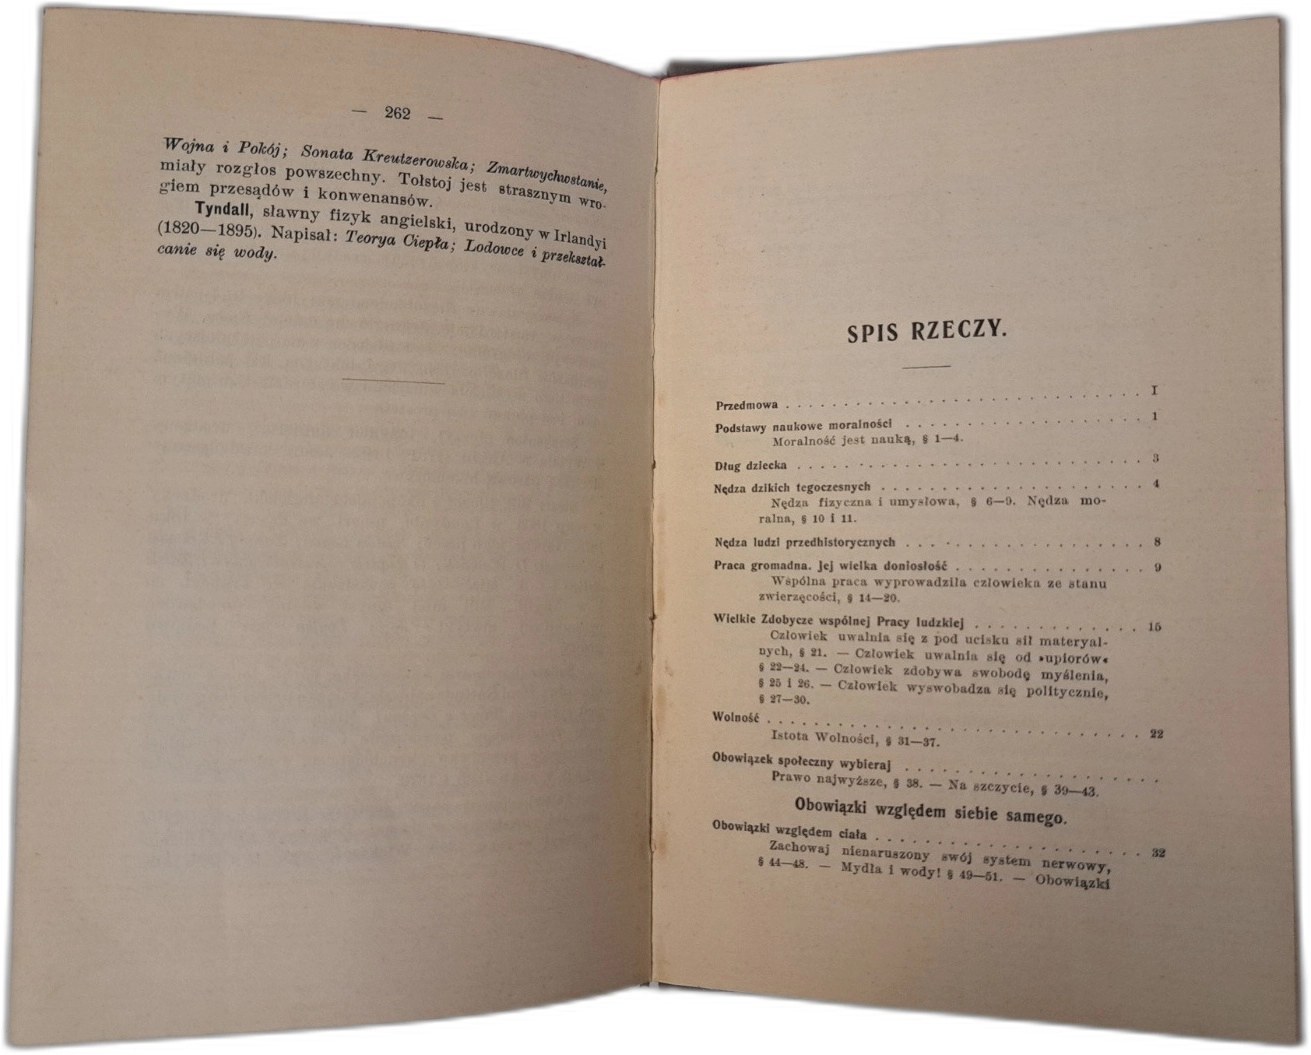 — 262 —
Wojna i Pokój; Sonata Kreutzerowska; Zmartwychwstanie,
miały rozgłos powszechny. Tołstoj jest strasznym wro-
giem przesądów i konwenansów.
Tyndall, sławny fizyk angielski, urodzony w Irlandyi
(1820—1895). Napisał: Teorya Ciepła; Lodowce i przekształ-
canie się wody.
SPIS RZECZY.
Przedmowa . . . . . . . . . . . . . . . . . . . I
Podstawy naukowe moralności . . . . . . . . . . . . 1
Moralność jest nauką, § 1—4.
Dług dziecka . . . . . . . . . . . . . . . . . . 3
Nędza dzikich tegoczesnych . . . . . . . . . . . . . 4
Nędza fizyczna i umysłowa, § 6—9. Nędza mo-
ralna, § 10 i 11.
Nędza ludzi przedhistorycznych . . . . . . . . . . . 8
Praca gromadna. Jej wielka doniosłość . . . . . . . . . 9
Wspólna praca wyprowadziła człowieka ze stanu
zwierzęcości, § 14—20.
Wielkie Zdobycze wspólnej Pracy ludzkiej . . . . . . . . 15
Człowiek uwalnia się z pod ucisku sił materyal-
nych, § 21. — Człowiek uwalnia się od »upiorów«
§ 22—24. — Człowiek zdobywa swobodę myślenia,
§ 25 i 26. — Człowiek wyswobadza się politycznie,
§ 27—30.
Wolność . . . . . . . . . . . . . . . . . . . 22
Istota Wolności, § 31—37.
Obowiązek społeczny wybieraj . . . . . . . . . . . .
Prawo najwyższe, § 38. — Na szczycie, § 39—43.
Obowiązki względem siebie samego.
Obowiązki względem ciała . . . . . . . . . . . . . 32
Zachowaj nienaruszony swój system nerwowy,
§ 44—48. — Mydła i wody! § 49—51. — Obowiązki